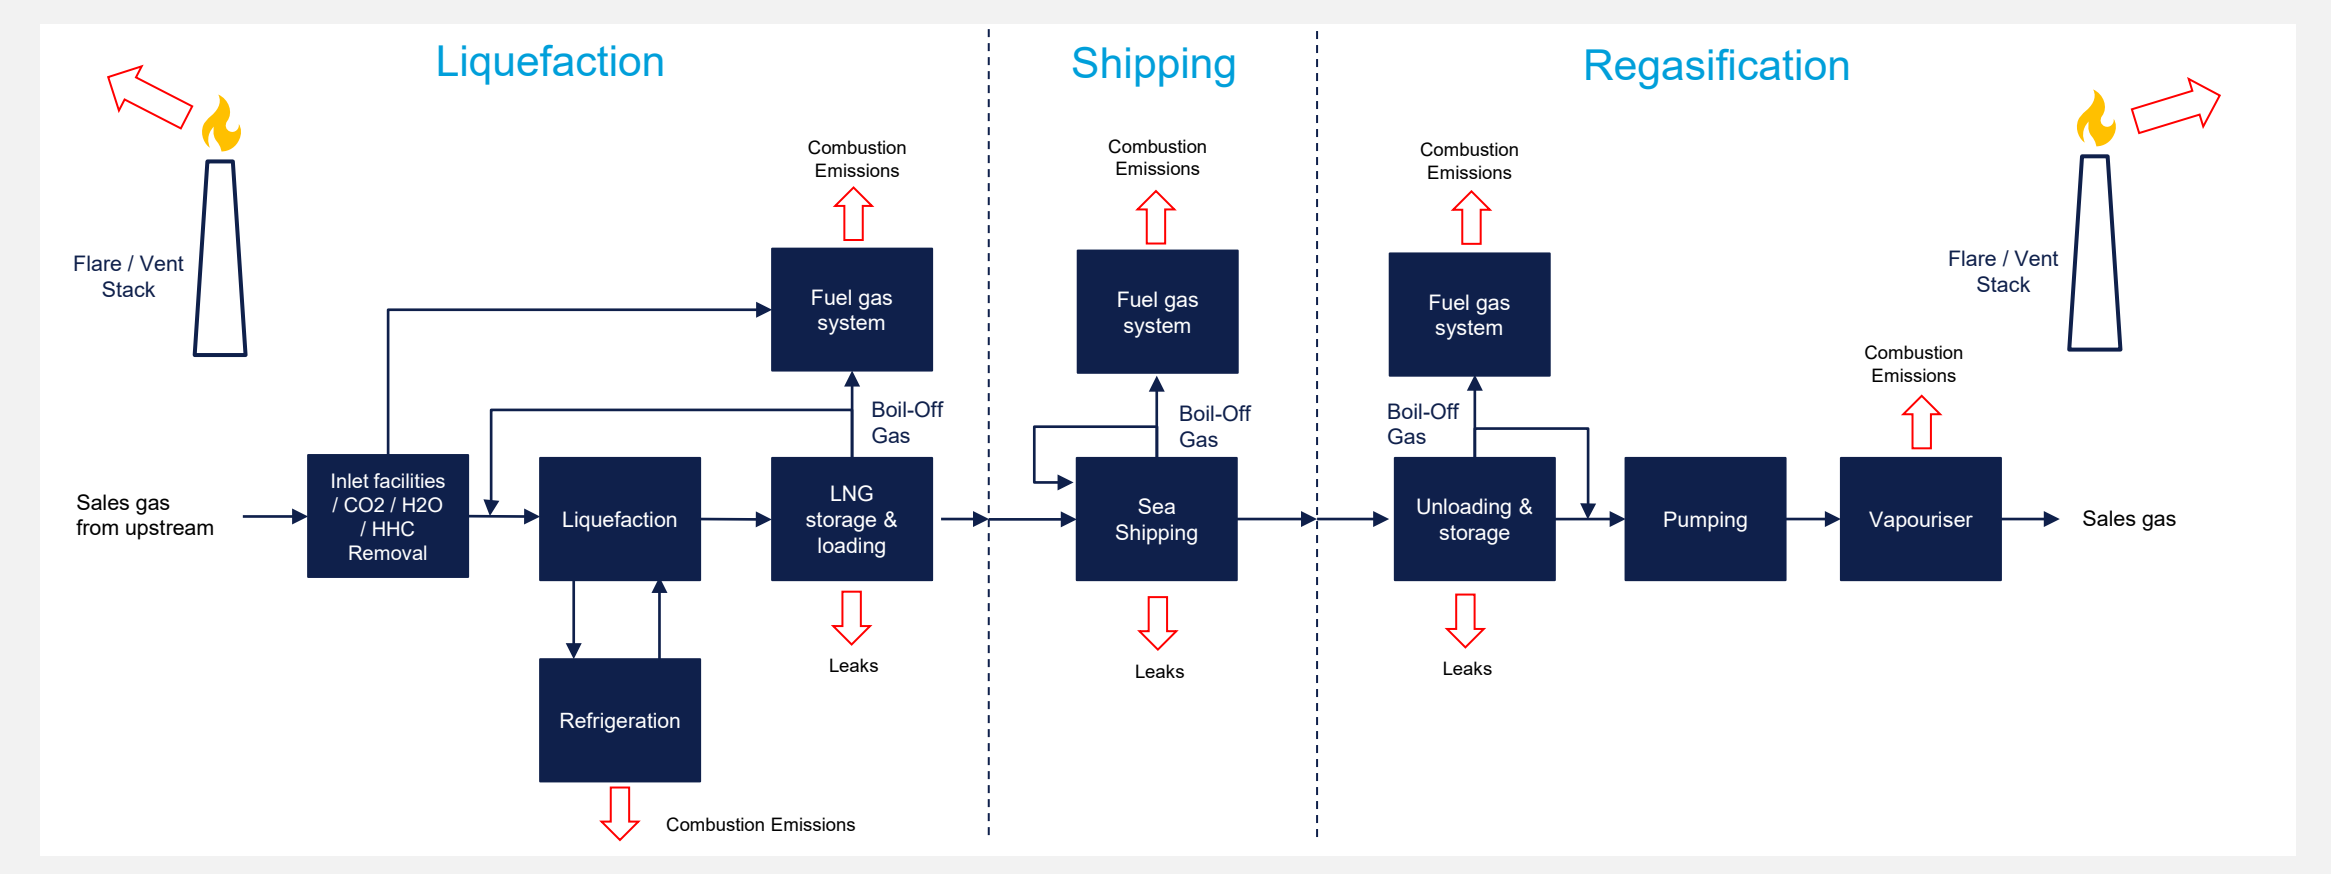 Liquefaction
Shipping
Regasification
Flare / Vent
Stack
Combustion
Emissions
Combustion
Emissions
Combustion
Emissions
Flare / Vent
Stack
Fuel gas
system
Fuel gas
system
Fuel gas
system
Combustion
Emissions
Boil-Off
Gas
Boil-Off
Gas
Boil-Off
Gas
Sales gas
from upstream
Inlet facilities
/ CO2 / H2O
/ HHC
Removal
Liquefaction
LNG
storage &
loading
Sea
Shipping
Unloading &
storage
Pumping
Vapouriser
Sales gas
Leaks
Leaks
Leaks
Refrigeration
Combustion Emissions